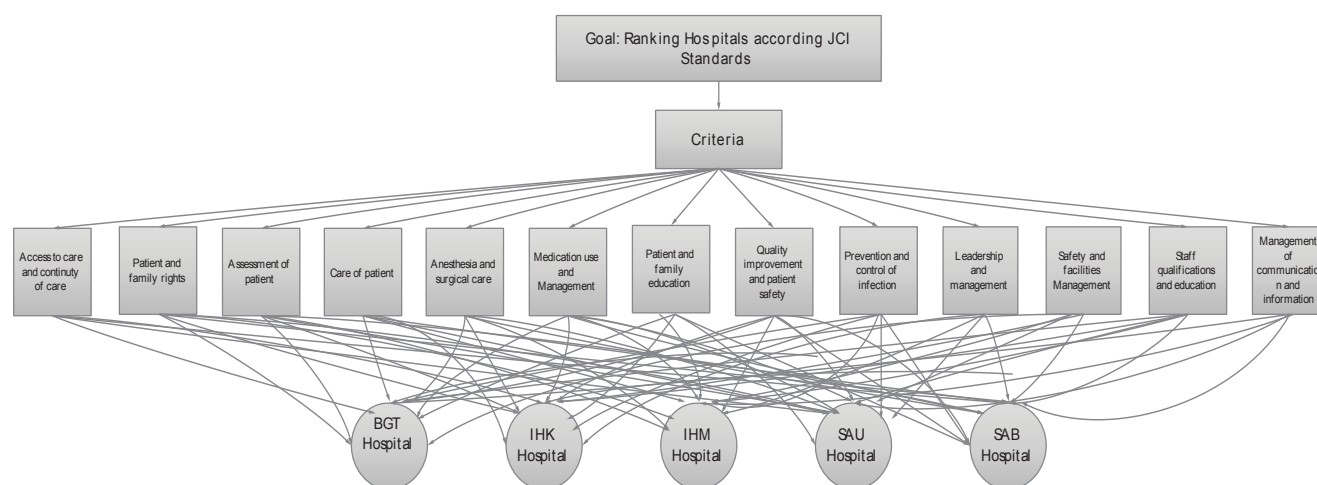 Goal: Ranking Hospitals according JCI
Standards
Criteria
Access to care
and continuty
of care
Patient and
family rights
Assessment of
patient
Care of patient
Anesthesia and
surgical care
Medication use
and
Management
Patient and
family
education
Quality
improvement
and patient
safety
Prevention and
control of
infection
Leadership
and
management
Safety and
facilities
Management
Staff
qualifications
and education
Management
of
communicatio
n and
information
BGT
Hospital
IHK
Hospital
IHM
Hospital
SAU
Hospital
SAB
Hospital